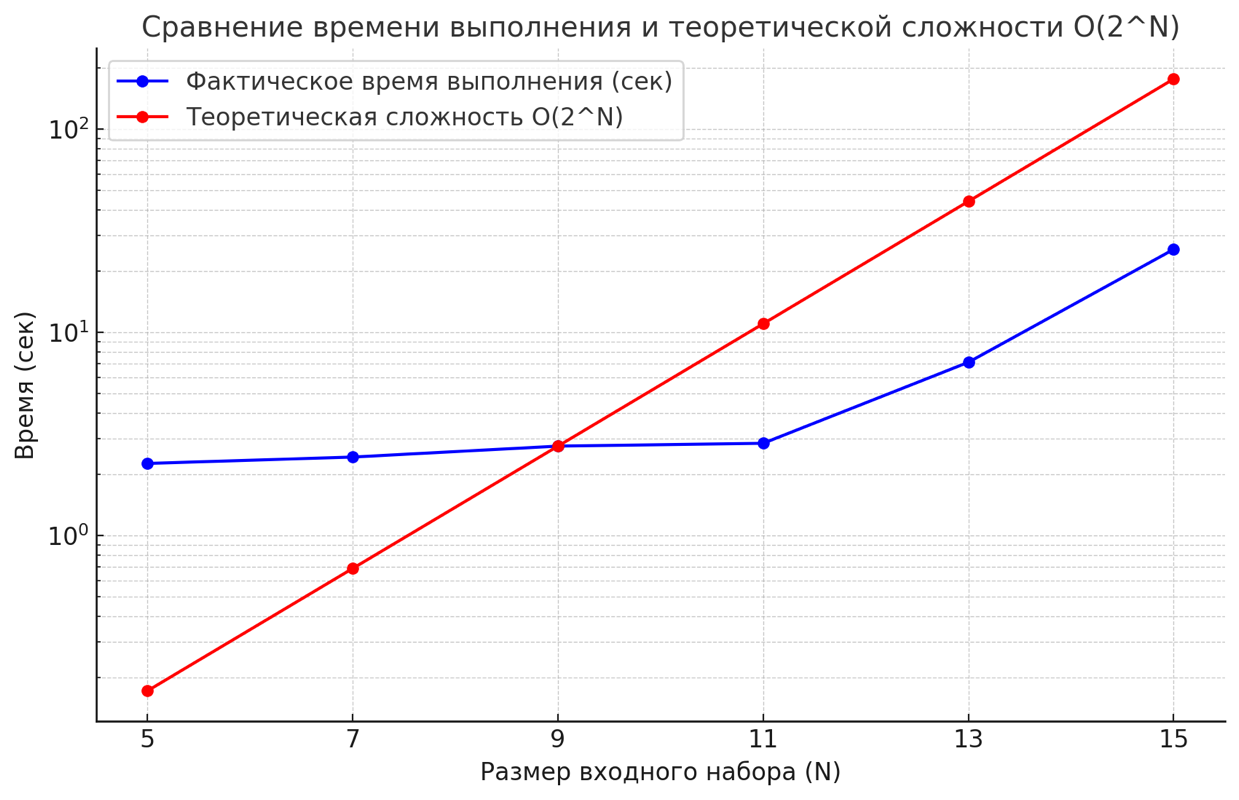 Сравнение времени выполнения и теоретической сложности O(2^N)
Фактическое время выполнения (сек)
Теоретическая сложность O(2^N)
Время (сек)
10²
10¹
10⁰
5 7 9 11 13 15
Размер входного набора (N)